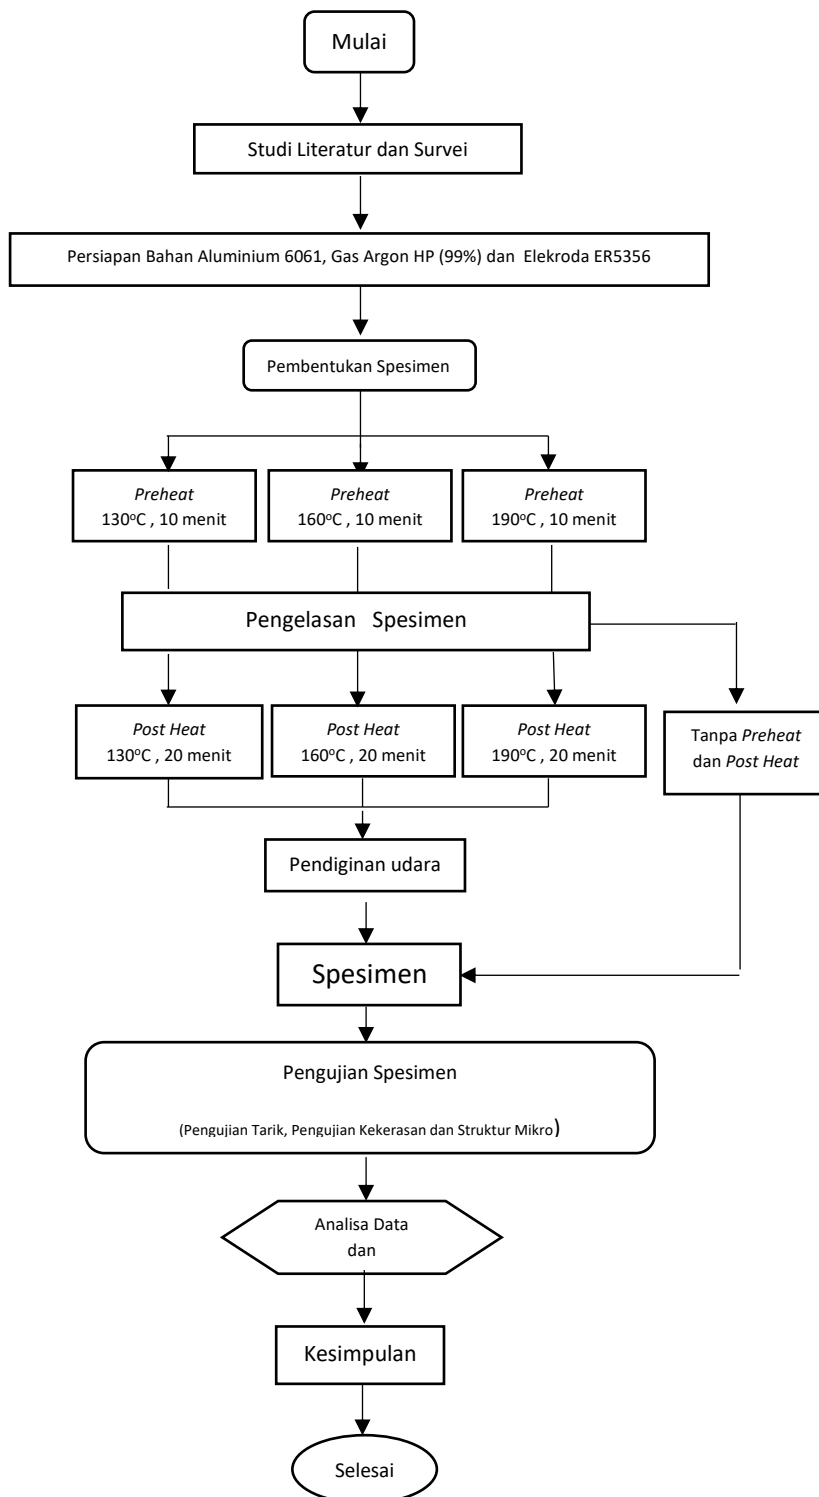 Mulai
Studi Literatur dan Survei
Persiapan Bahan Aluminium 6061, Gas Argon HP (99%) dan Elekroda ER5356
Pembentukan Spesimen
Preheat
130°C , 10 menit
Preheat
160°C , 10 menit
Preheat
190°C , 10 menit
Pengelasan Spesimen
Post Heat
130°C , 20 menit
Post Heat
160°C , 20 menit
Post Heat
190°C , 20 menit
Tanpa Preheat
dan Post Heat
Pendiginan udara
Spesimen
Pengujian Spesimen
(Pengujian Tarik, Pengujian Kekerasan dan Struktur Mikro)
Analisa Data
dan
Kesimpulan
Selesai